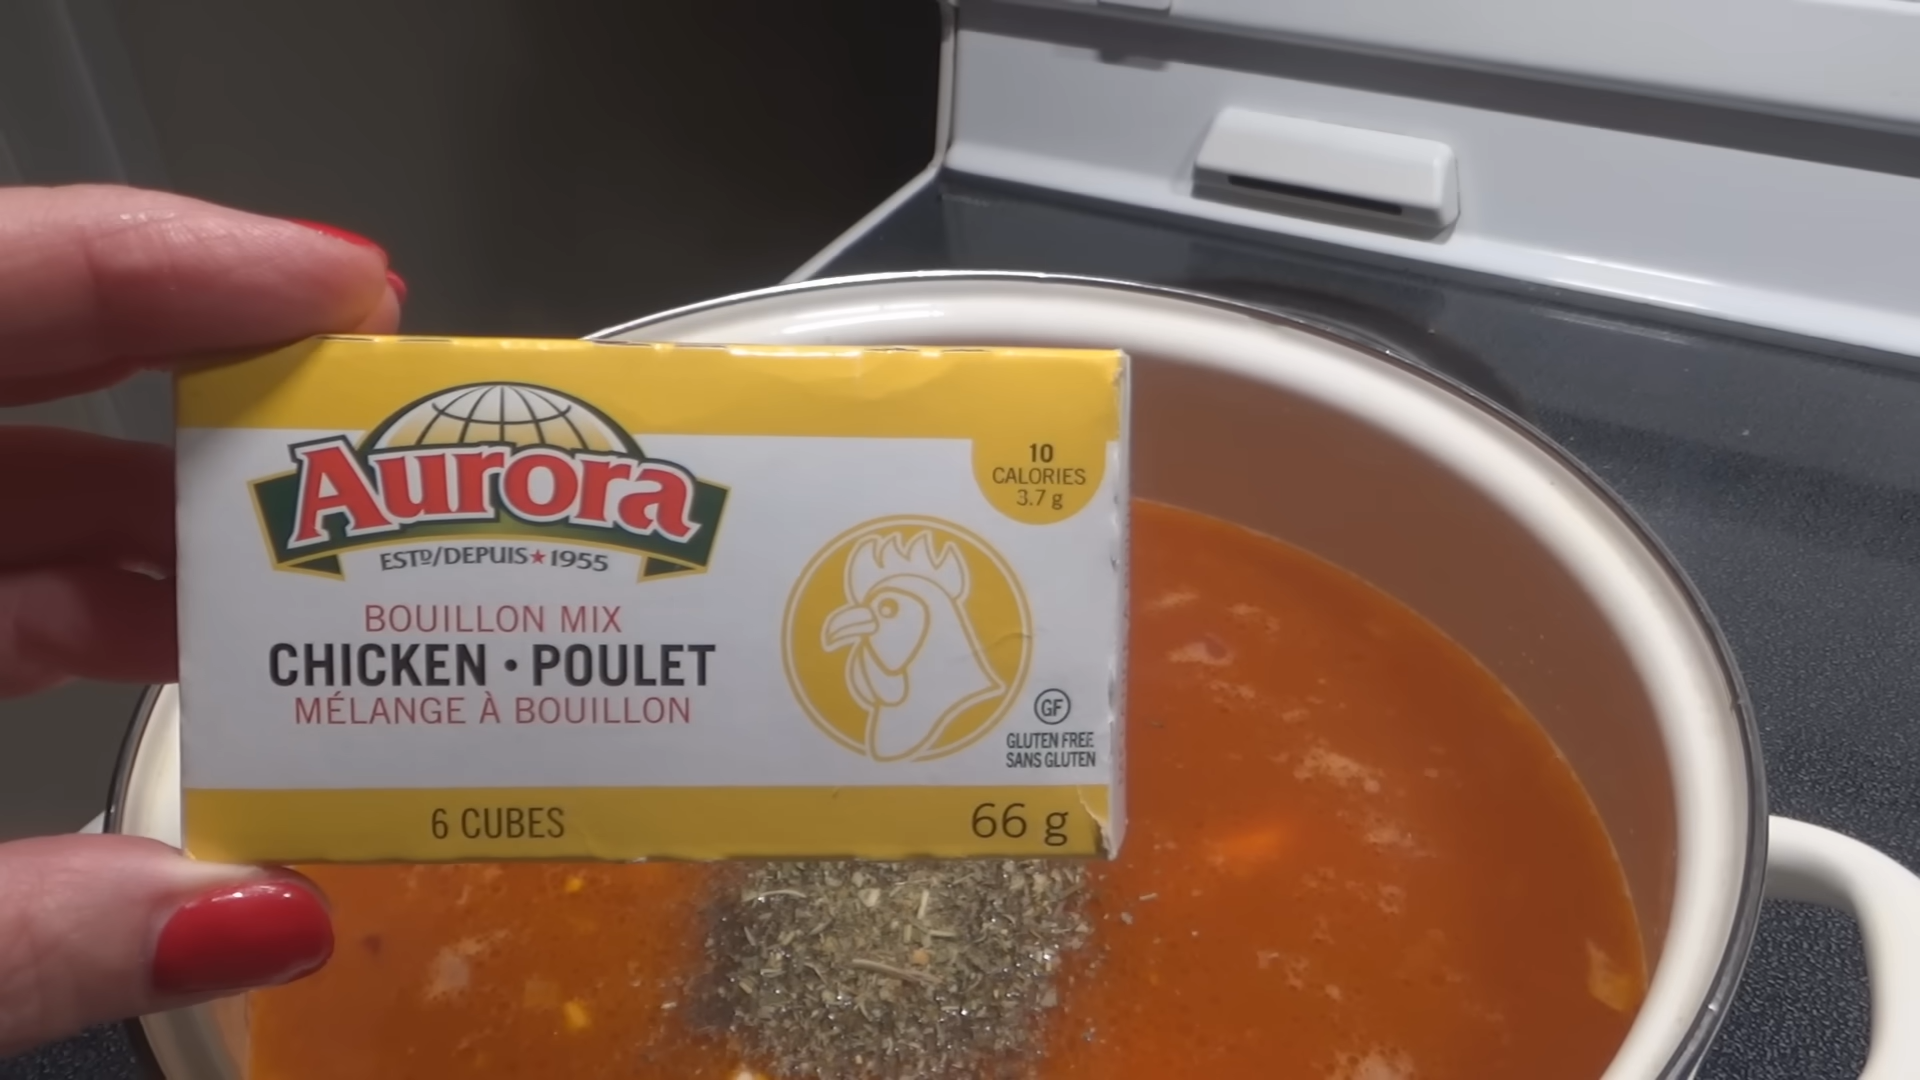 Aurora
ESTD/DEPUIS★1955
BOUILLON MIX
CHICKEN • POULET
MÉLANGE À BOUILLON
10
CALORIES
3.7 g
GF
GLUTEN FREE
SANS GLUTEN
6 CUBES
66 g